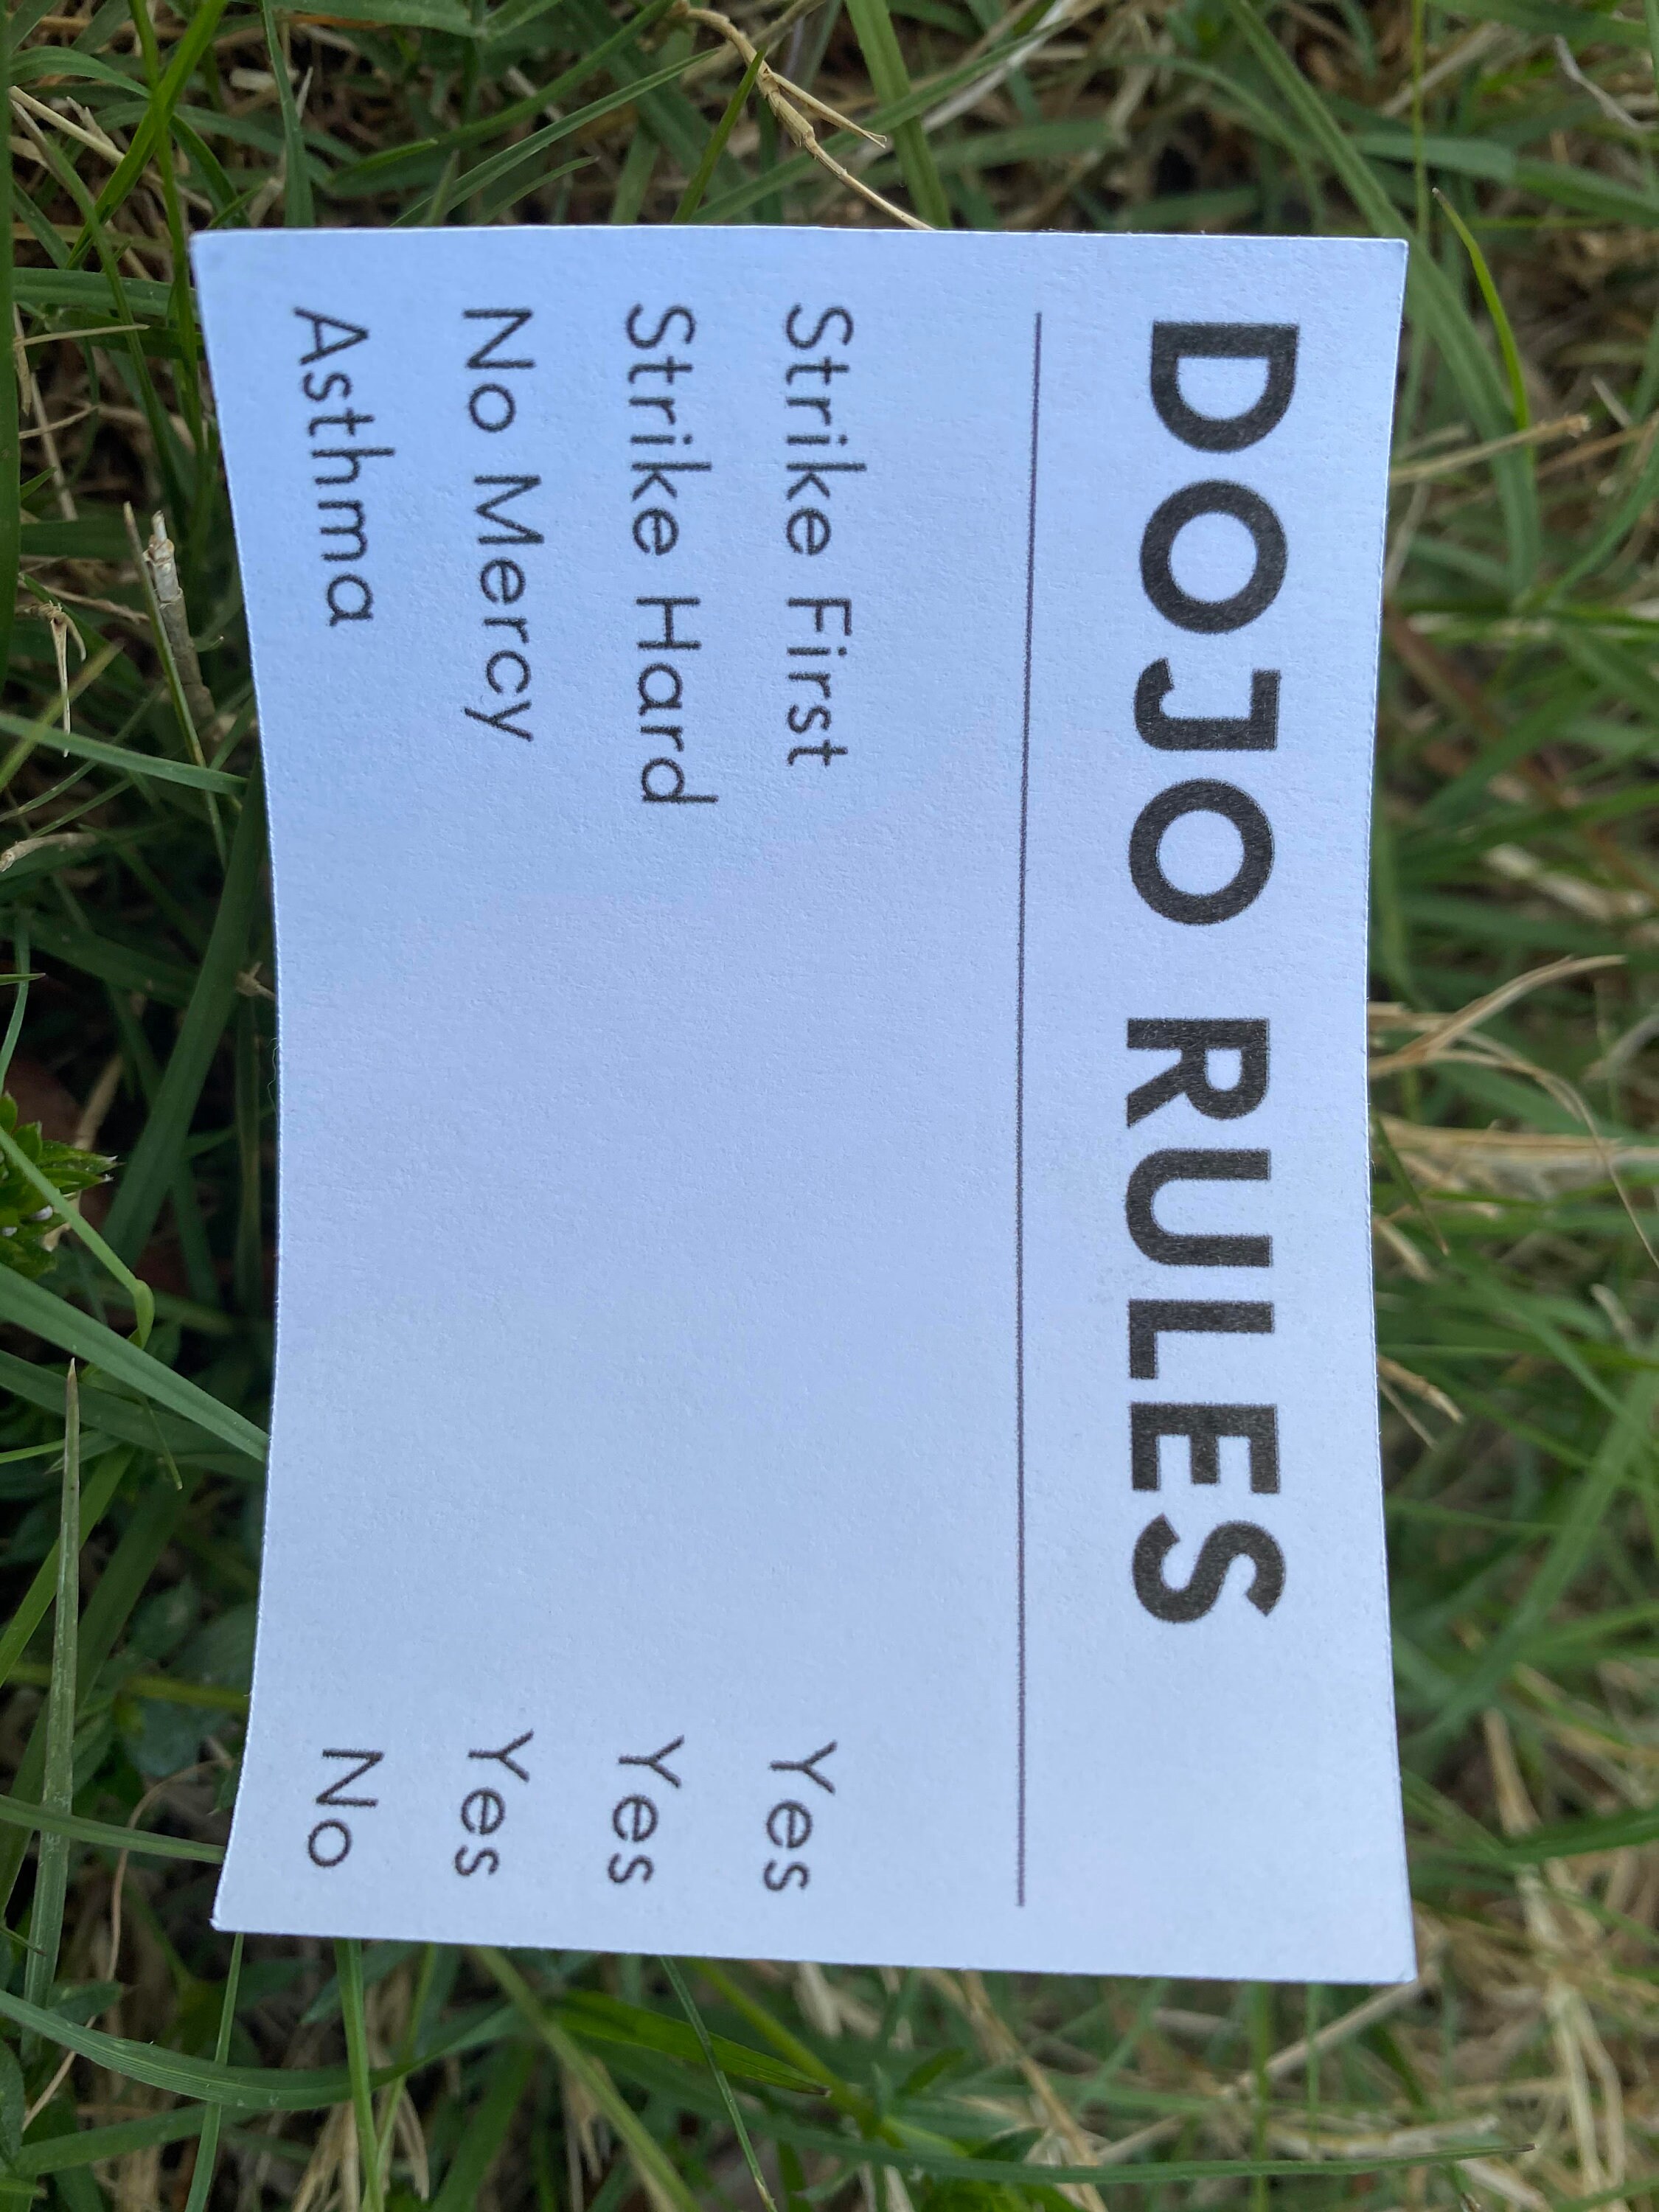 DOJO RULES
Strike First Yes
Strike Hard Yes
No Mercy Yes
Asthma No